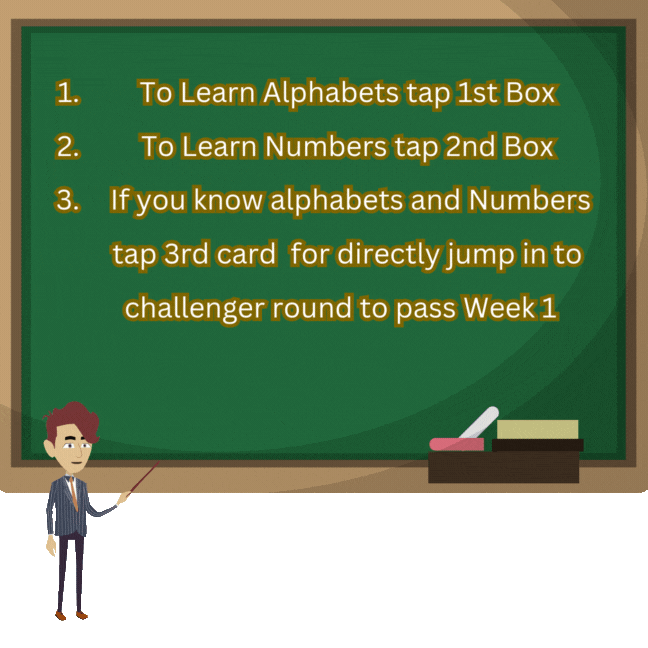 1. To Learn Alphabets tap 1st Box
2. To Learn Numbers tap 2nd Box
3. If you know alphabets and Numbers
tap 3rd card for directly jump in to
challenger round to pass Week 1